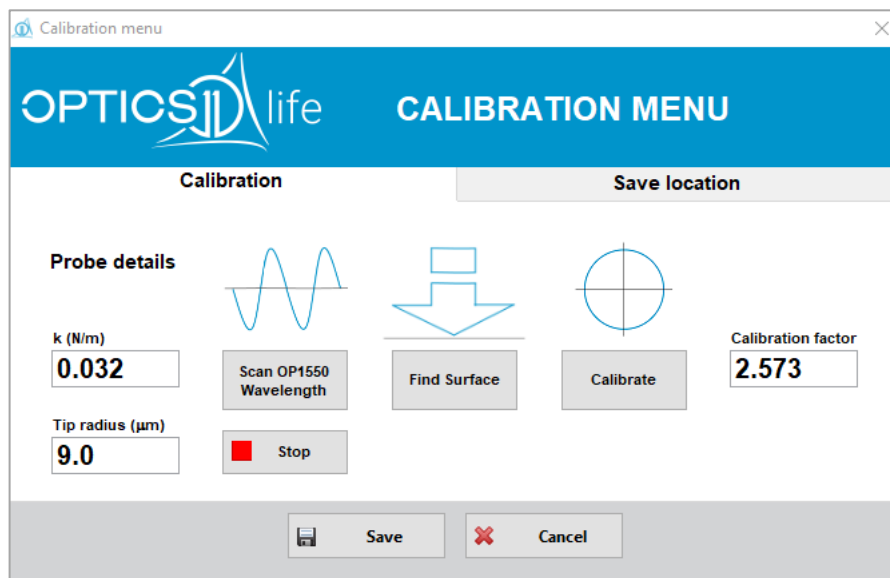 Calibration menu
OPTICS11 life
CALIBRATION MENU
Calibration
Save location
Probe details
k (N/m)
0.032
Scan OP1550
Wavelength
Find Surface
Calibrate
Calibration factor
2.573
Tip radius (μm)
9.0
Stop
Save
Cancel